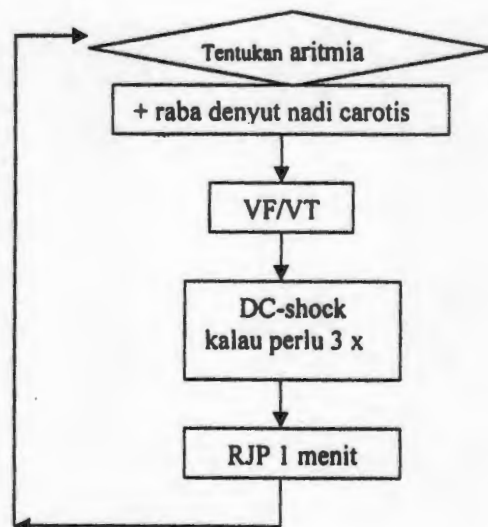 Tentukan aritmia
+ raba denyut nadi carotis
VF/VT
DC-shock
kalau perlu 3 x
RJP 1 menit